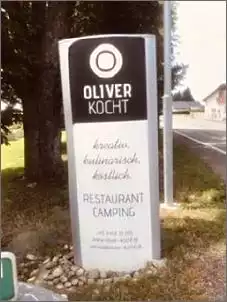 OLIVER
KOCHT
kreativ,
kulinarisch,
köstlich.
RESTAURANT
CAMPING